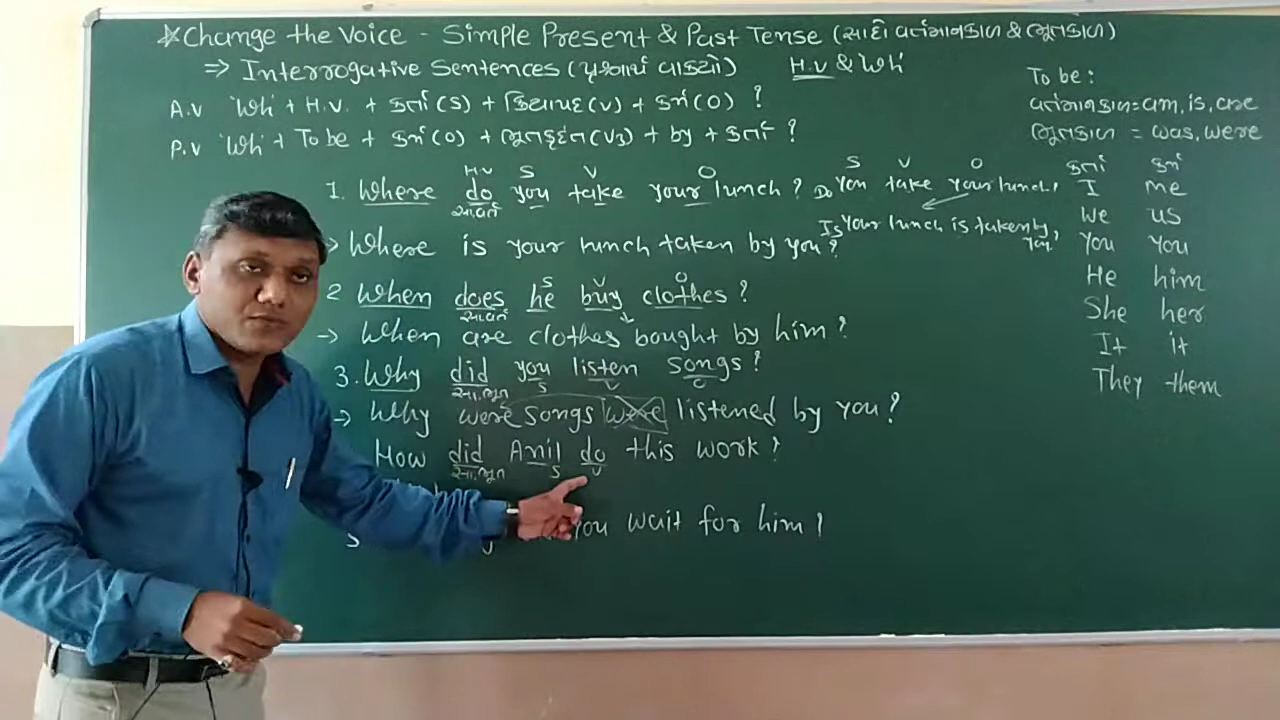 * Change the Voice - Simple Present & Past Tense (સાદો વર્તમાનકાળ & ભૂતકાળ)
⇒ Interrogative Sentences (પ્રશ્નાર્થ વાક્યો) H.V & Wh
A.V Wh + H.V. + કર્તા (S) + ક્રિયાપદ (V) + કર્મ (O) ?
P.V Wh + To be + કર્મ (O) + ભૂતકૃદંત (V3) + by + કર્તા ?
To be :
વર્તમાનકાળ = am, is, are
ભૂતકાળ = was, were
H.V S V O
1. Where do you take your lunch ?
સા.વર્ત
→ Where is your lunch taken by you ?
S V O
Do You take your lunch.
Is Your lunch is taken by
you.
S V O
2 When does he buy clothes ?
સા.વર્ત
→ When are clothes bought by him ?
3. Why did you listen songs ?
સા.ભૂત S V O
→ Why were songs were listened by you ?
How did Anil do this work ?
સા.ભૂત S V
5 you wait for him ?
કર્તા કર્મ
I me
We us
You You
He him
She her
It it
They them